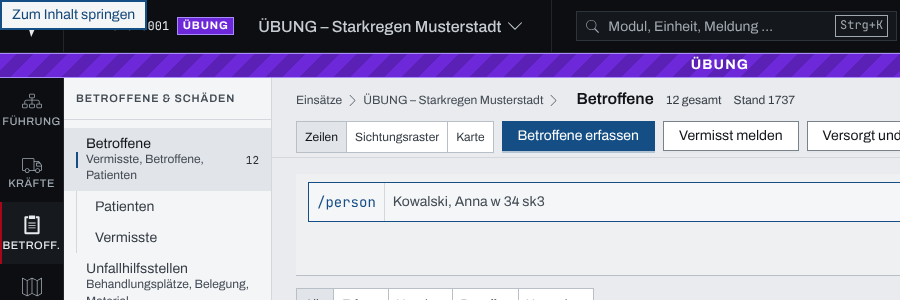 Zum Inhalt springen
001 ÜBUNG
ÜBUNG – Starkregen Musterstadt
Modul, Einheit, Meldung ... Strg+K
ÜBUNG
FÜHRUNG
KRÄFTE
BETROFF.
BETROFFENE & SCHÄDEN
Betroffene
Vermisste, Betroffene, 12
Patienten
Patienten
Vermisste
Unfallhilfsstellen
Behandlungsplätze, Belegung,
Einsätze ÜBUNG – Starkregen Musterstadt Betroffene 12 gesamt Stand 1737
Zeilen Sichtungsraster Karte Betroffene erfassen Vermisst melden Versorgt und
/person Kowalski, Anna w 34 sk3